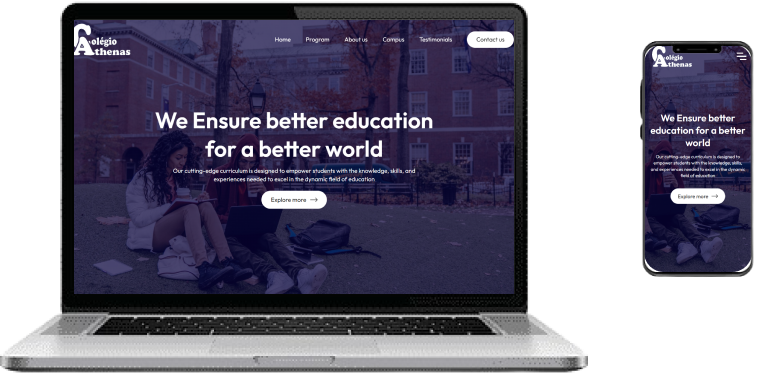 Colégio
Athenas
Home Program About us Campus Testimonials Contact us
We Ensure better education
for a better world
Our cutting-edge curriculum is designed to empower students with the knowledge, skills, and
experiences needed to excel in the dynamic field of education
Explore more →
Colégio
Athenas
We Ensure better
education for a better
world
Our cutting-edge curriculum is designed to
empower students with the knowledge, skills,
and experiences needed to excel in the dynamic
field of education
Explore more →